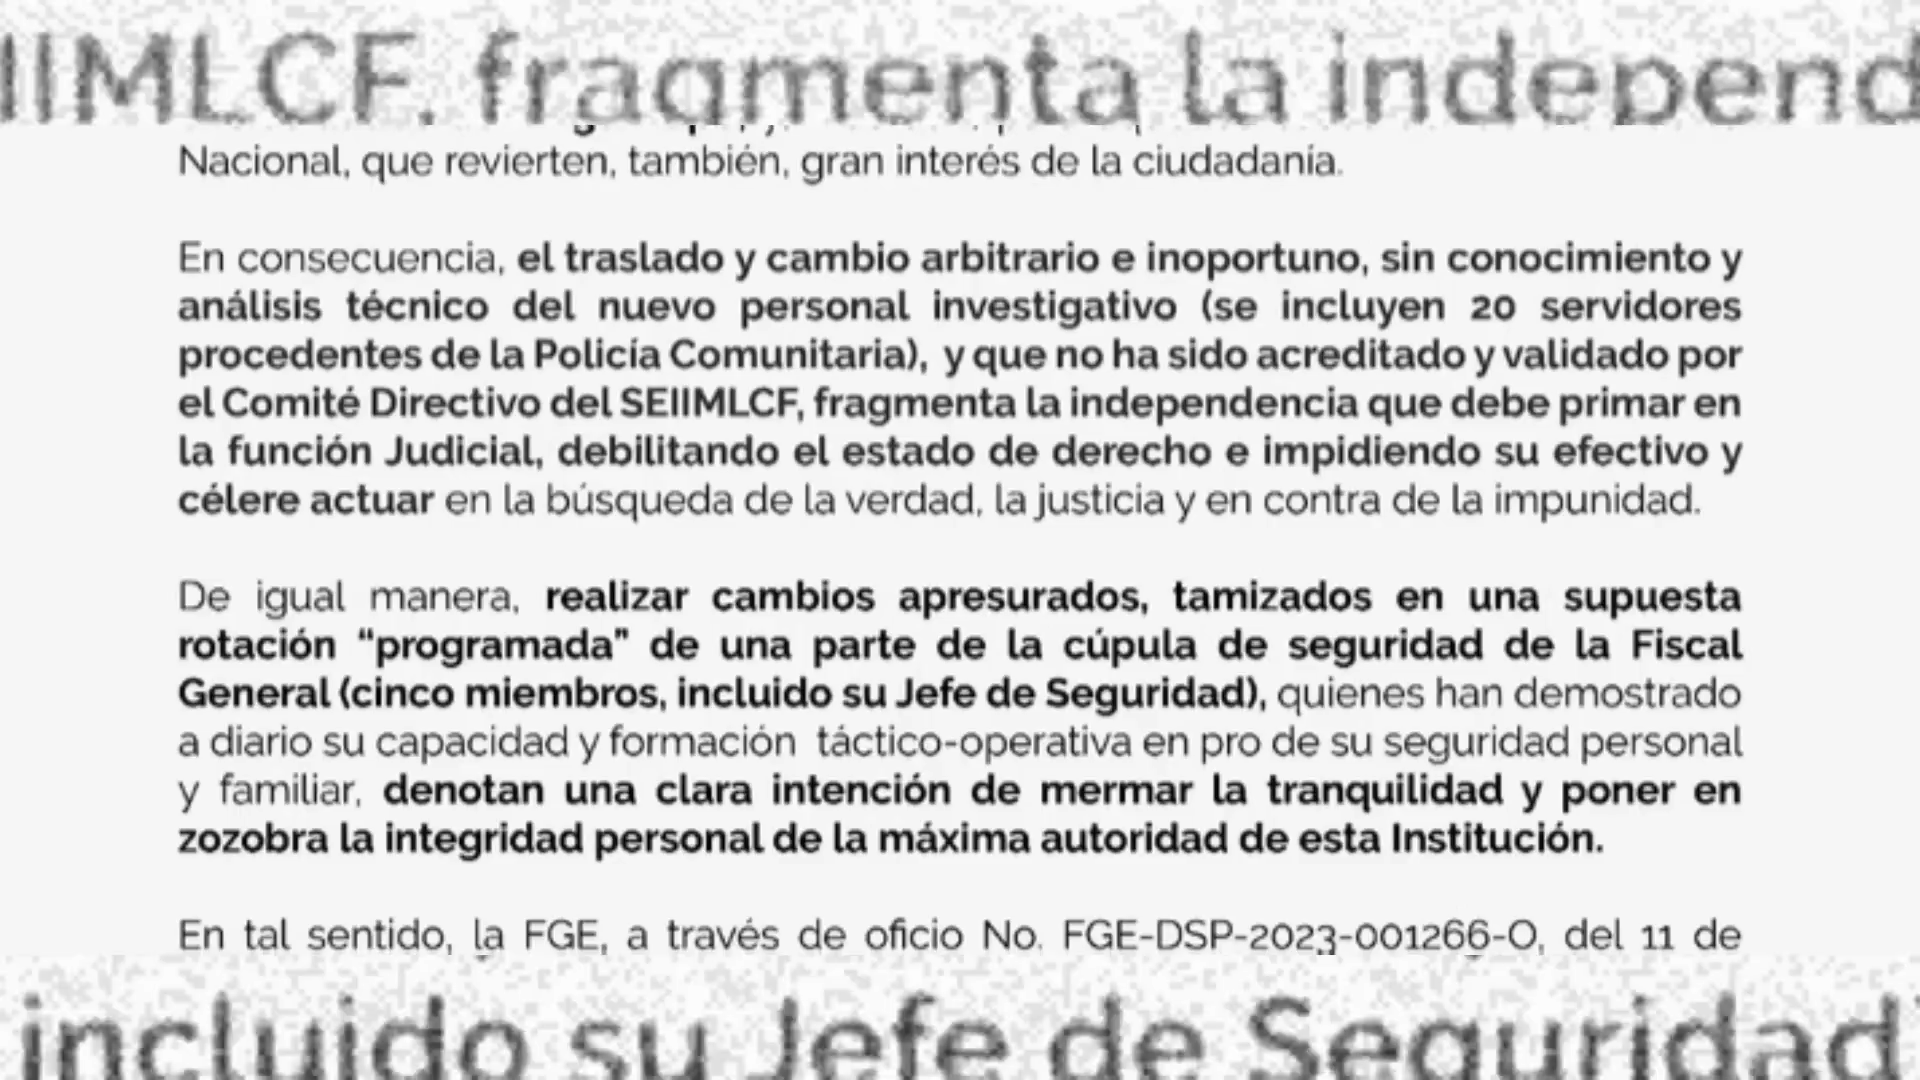 IIMLCF, fragmenta la independ
Nacional, que revierten, también, gran interés de la ciudadanía.
En consecuencia, el traslado y cambio arbitrario e inoportuno, sin conocimiento y
análisis técnico del nuevo personal investigativo (se incluyen 20 servidores
procedentes de la Policía Comunitaria), y que no ha sido acreditado y validado por
el Comité Directivo del SEIIMLCF, fragmenta la independencia que debe primar en
la función Judicial, debilitando el estado de derecho e impidiendo su efectivo y
célere actuar en la búsqueda de la verdad, la justicia y en contra de la impunidad.
De igual manera, realizar cambios apresurados, tamizados en una supuesta
rotación “programada” de una parte de la cúpula de seguridad de la Fiscal
General (cinco miembros, incluido su Jefe de Seguridad), quienes han demostrado
a diario su capacidad y formación táctico-operativa en pro de su seguridad personal
y familiar, denotan una clara intención de mermar la tranquilidad y poner en
zozobra la integridad personal de la máxima autoridad de esta Institución.
En tal sentido, la FGE, a través de oficio No. FGE-DSP-2023-001266-O, del 11 de
incluido su Jefe de Seguridad